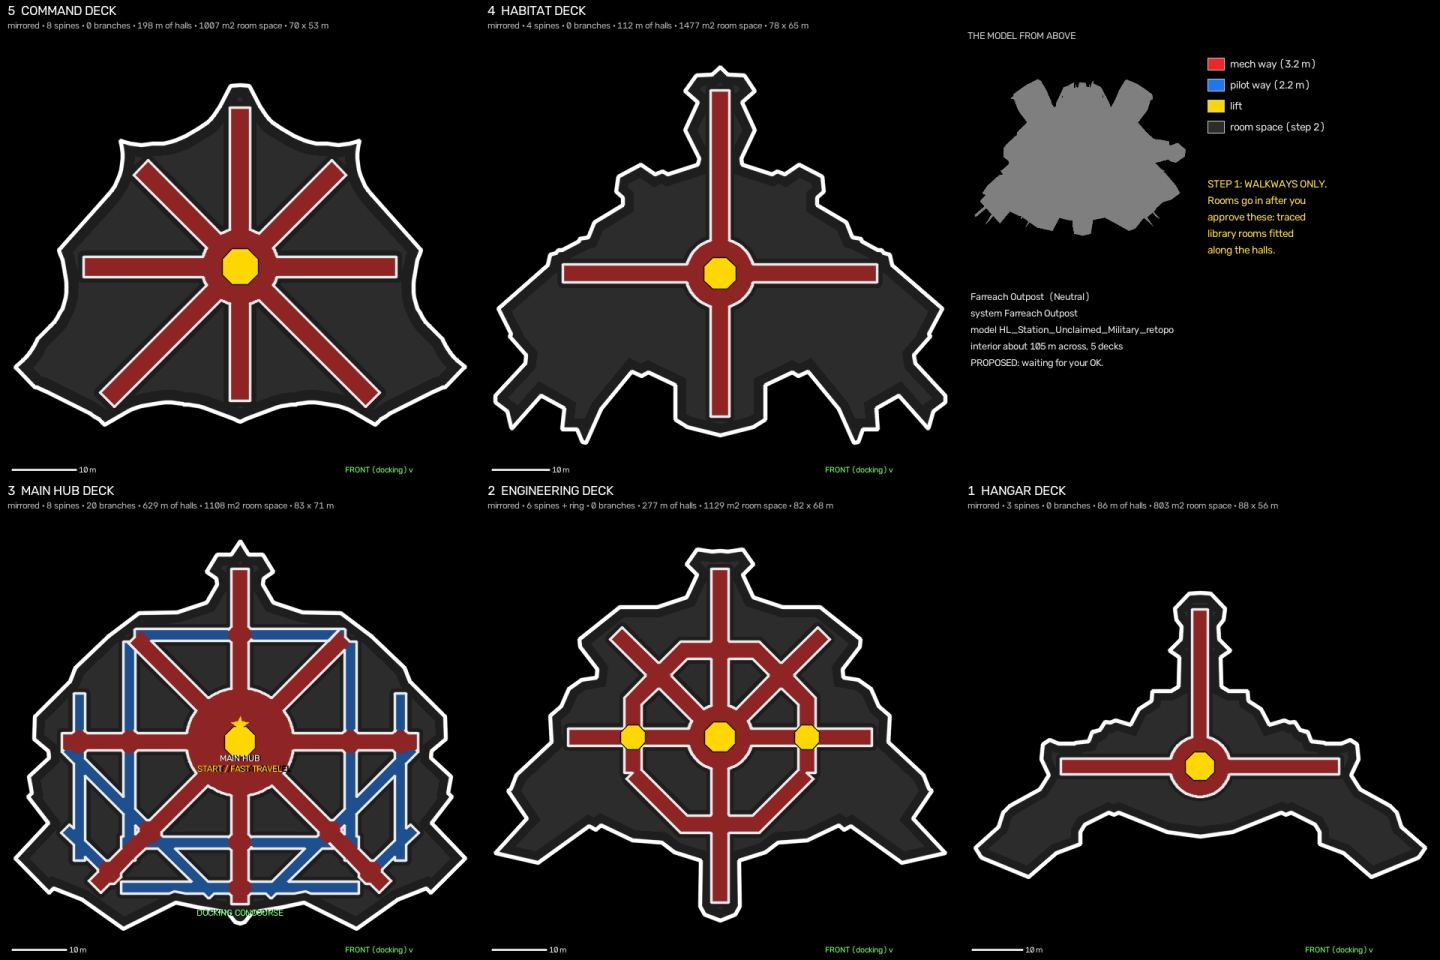 5 COMMAND DECK
mirrored • 8 spines • 0 branches • 198 m of halls • 1007 m2 room space • 70 x 53 m
10 m
FRONT (docking) v
4 HABITAT DECK
mirrored • 4 spines • 0 branches • 112 m of halls • 1477 m2 room space • 78 x 65 m
10 m
FRONT (docking) v
THE MODEL FROM ABOVE
mech way (3.2 m)
pilot way (2.2 m)
lift
room space (step 2)
STEP 1: WALKWAYS ONLY.
Rooms go in after you
approve these: traced
library rooms fitted
along the halls.
Farreach Outpost (Neutral)
system Farreach Outpost
model HL_Station_Unclaimed_Military_retopo
interior about 105 m across, 5 decks
PROPOSED: waiting for your OK.
3 MAIN HUB DECK
mirrored • 8 spines • 20 branches • 629 m of halls • 1108 m2 room space • 83 x 71 m
MAIN HUB
START / FAST TRAVEL
DOCKING CONCOURSE
10 m
FRONT (docking) v
2 ENGINEERING DECK
mirrored • 6 spines + ring • 0 branches • 277 m of halls • 1129 m2 room space • 82 x 68 m
10 m
FRONT (docking) v
1 HANGAR DECK
mirrored • 3 spines • 0 branches • 86 m of halls • 803 m2 room space • 88 x 56 m
10 m
FRONT (docking) v